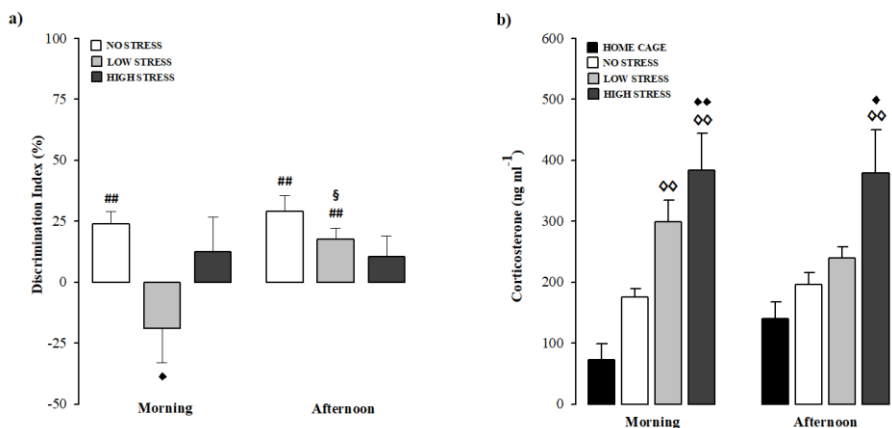 a)
Discrimination Index (%)
100
75
50
25
0
-25
-50
NO STRESS
LOW STRESS
HIGH STRESS
##
##
§
##
◆
Morning
Afternoon
b)
Corticosterone (ng ml-1)
600
500
400
300
200
100
0
HOME CAGE
NO STRESS
LOW STRESS
HIGH STRESS
◇◇
◆◆
◇◇
◆
◇◇
Morning
Afternoon